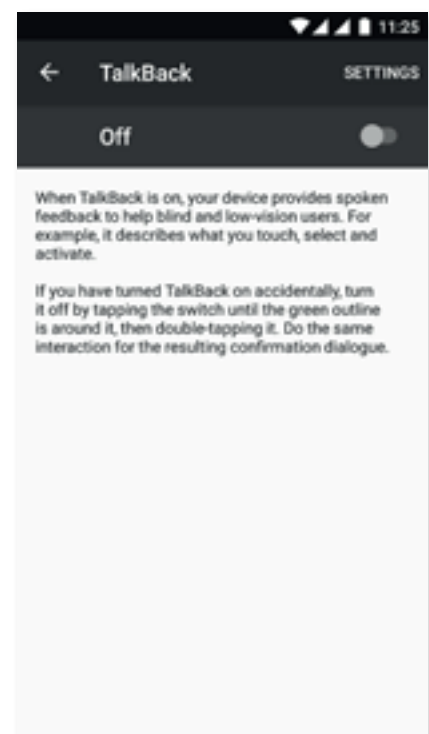 11:25
TalkBack
SETTINGS
Off
When TalkBack is on, your device provides spoken
feedback to help blind and low-vision users. For
example, it describes what you touch, select and
activate.
If you have turned TalkBack on accidentally, turn
it off by tapping the switch until the green outline
is around it, then double-tapping it. Do the same
interaction for the resulting confirmation dialogue.